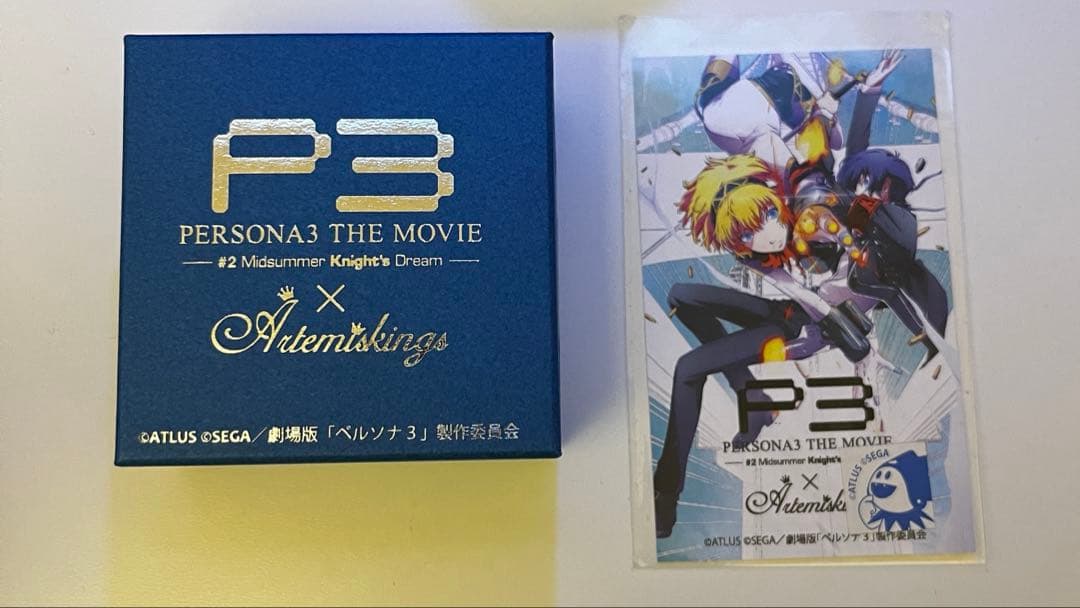 P3
PERSONA3 THE MOVIE
#2 Midsummer Knight's Dream
×
Artemiskings
©ATLUS ©SEGA／劇場版「ペルソナ3」製作委員会
P3
PERSONA3 THE MOVIE
#2 Midsummer Knight's
×
Artemiski
©ATLUS ©SEGA
©ATLUS ©SEGA／劇場版「ペルソナ3」製作委員会